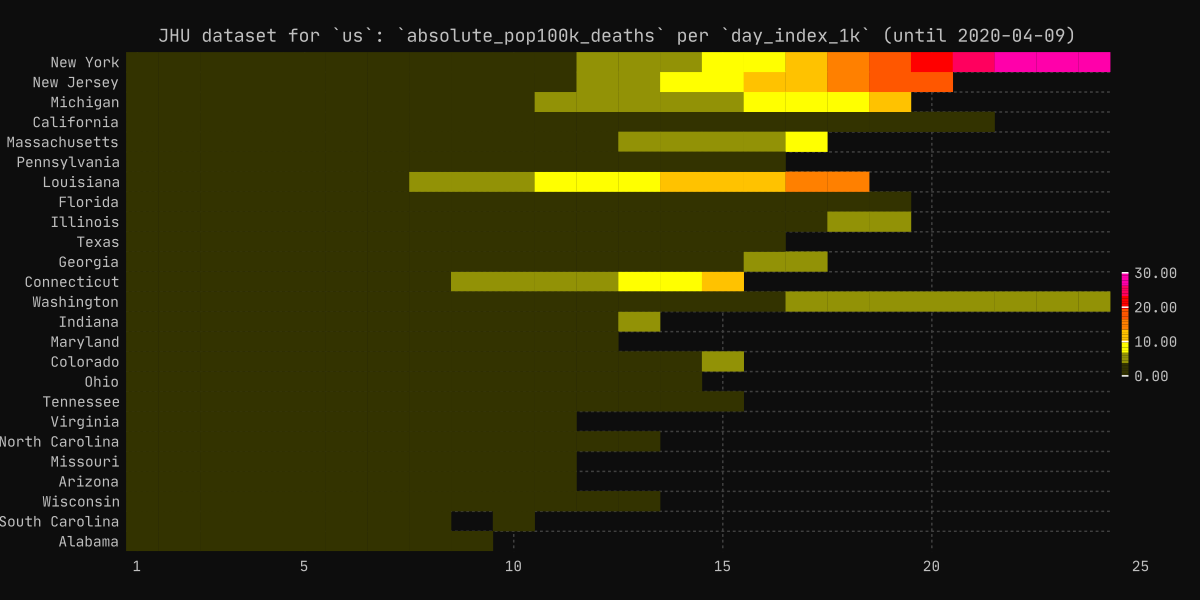 JHU dataset for `us`: `absolute_pop100k_deaths` per `day_index_1k` (until 2020-04-09)
New York
New Jersey
Michigan
California
Massachusetts
Pennsylvania
Louisiana
Florida
Illinois
Texas
Georgia
Connecticut
Washington
Indiana
Maryland
Colorado
Ohio
Tennessee
Virginia
North Carolina
Missouri
Arizona
Wisconsin
South Carolina
Alabama
30.00
20.00
10.00
0.00
1 5 10 15 20 25